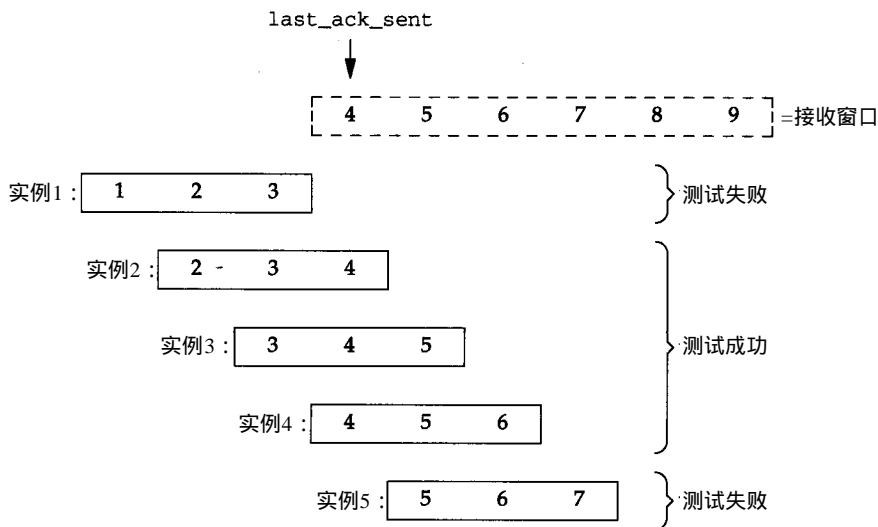 last_ack_sent
4 5 6 7 8 9 =接收窗口
实例1: 1 2 3 测试失败
实例2: 2 - 3 4
实例3: 3 4 5 测试成功
实例4: 4 5 6
实例5: 5 6 7 测试失败